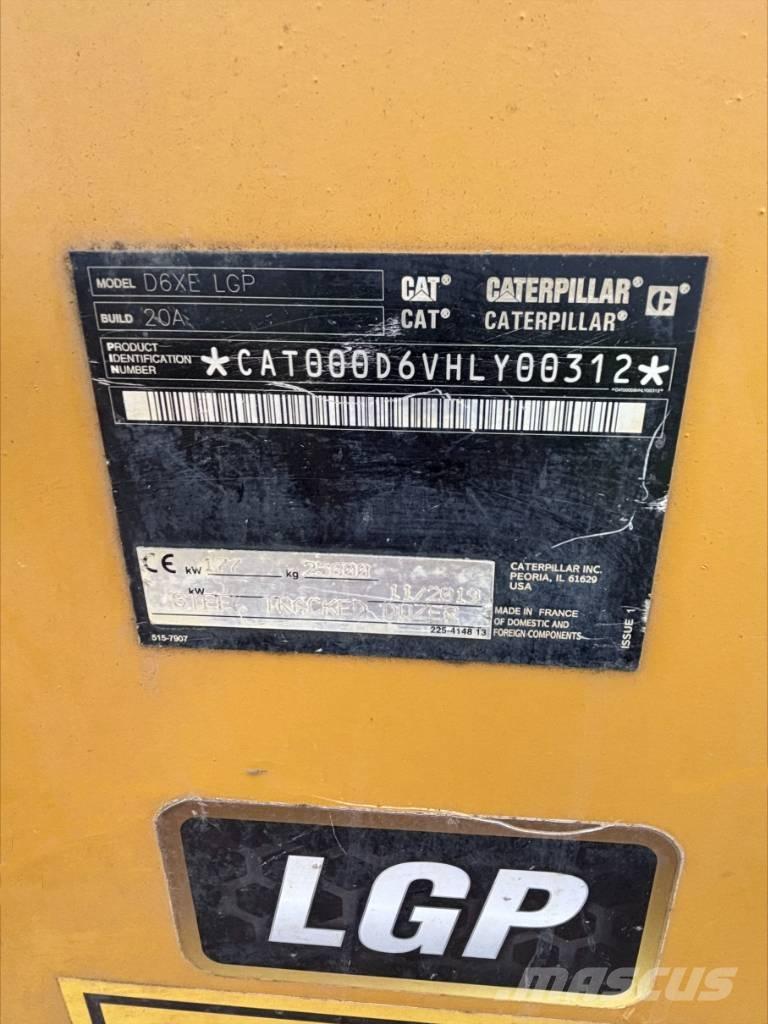 MODEL D6XE LGP
CAT® CATERPILLAR®
BUILD 20A
CAT® CATERPILLAR®
PRODUCT IDENTIFICATION NUMBER *CAT000D6VHLY00312*
*CAT000D6VHLY00312*
CE kW 177 kg
kW 11/2019
TRACKED DOZER
CATERPILLAR INC.
PEORIA, IL 61629
USA
MADE IN FRANCE
OF DOMESTIC AND
FOREIGN COMPONENTS
ISSUE 1
515-7907
225-4148 13
LGP
MASCUS